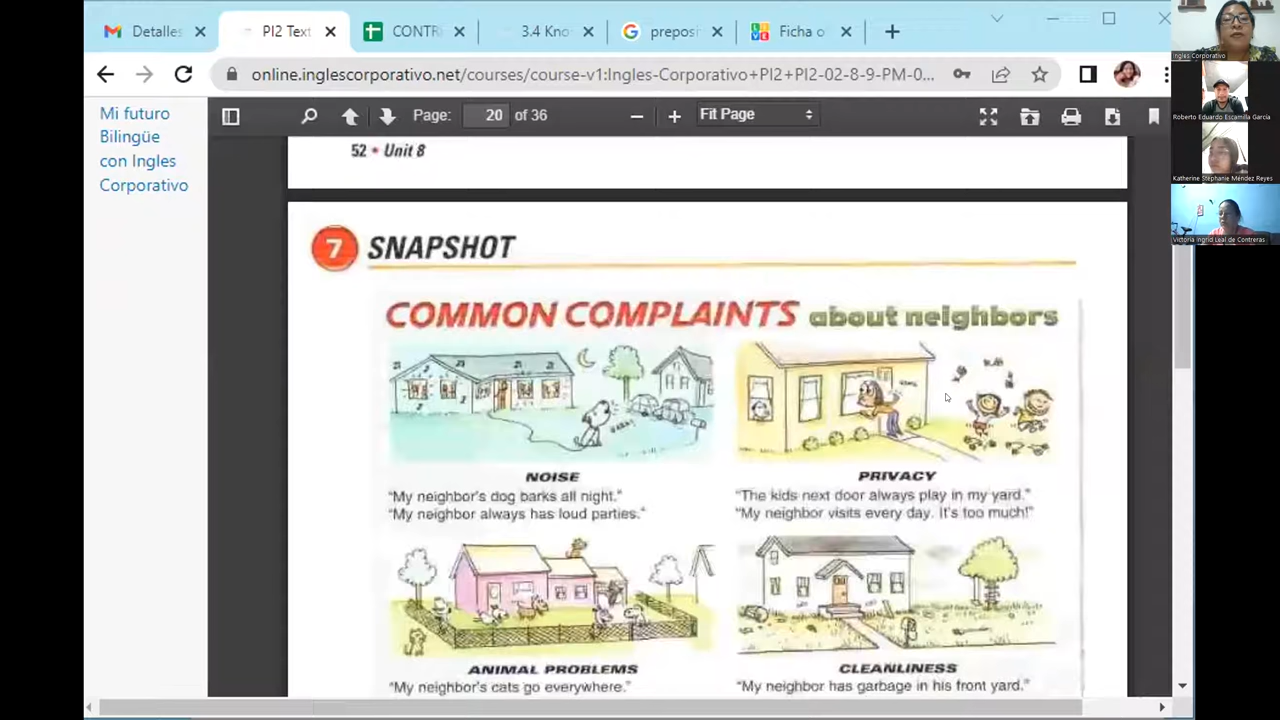 Detalles
PI2 Text
CONTR
3.4 Kno
preposi
Ficha o
online.inglescorporativo.net/courses/course-v1:Ingles-Corporativo+PI2+PI2-02-8-9-PM-0...
Mi futuro
Bilingüe
con Ingles
Corporativo
Page: 20 of 36
Fit Page
52 • Unit 8
7 SNAPSHOT
COMMON COMPLAINTS about neighbors
NOISE
"My neighbor's dog barks all night."
"My neighbor always has loud parties."
PRIVACY
"The kids next door always play in my yard."
"My neighbor visits every day. It's too much!"
ANIMAL PROBLEMS
"My neighbor's cats go everywhere."
CLEANLINESS
"My neighbor has garbage in his front yard."
Ingles Corporativo
Roberto Eduardo Escamilla García
Katherine Stephanie Méndez Reyes
Victoria Ingrid Leal de Contreras